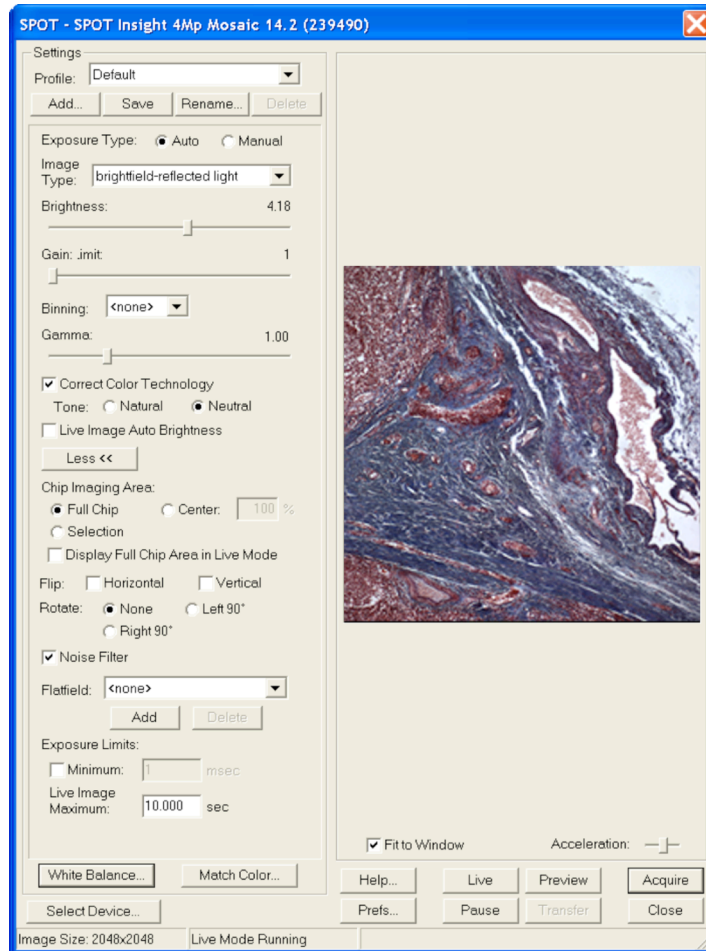 SPOT - SPOT Insight 4Mp Mosaic 14.2 (239490)
Settings
Profile: Default
Add... Save Rename... Delete
Exposure Type: Auto Manual
Image
Type: brightfield-reflected light
Brightness: 4.18
Gain: .imit: 1
Binning: <none>
Gamma: 1.00
Correct Color Technology
Tone: Natural Neutral
Live Image Auto Brightness
Less <<
Chip Imaging Area:
Full Chip Center: 100 %
Selection
Display Full Chip Area in Live Mode
Flip: Horizontal Vertical
Rotate: None Left 90°
Right 90°
Noise Filter
Flatfield: <none>
Add Delete
Exposure Limits:
Minimum: 1 msec
Live Image
Maximum: 10.000 sec
White Balance... Match Color...
Select Device...
Fit to Window Acceleration:
Help... Live Preview Acquire
Prefs... Pause Transfer Close
Image Size: 2048x2048 Live Mode Running